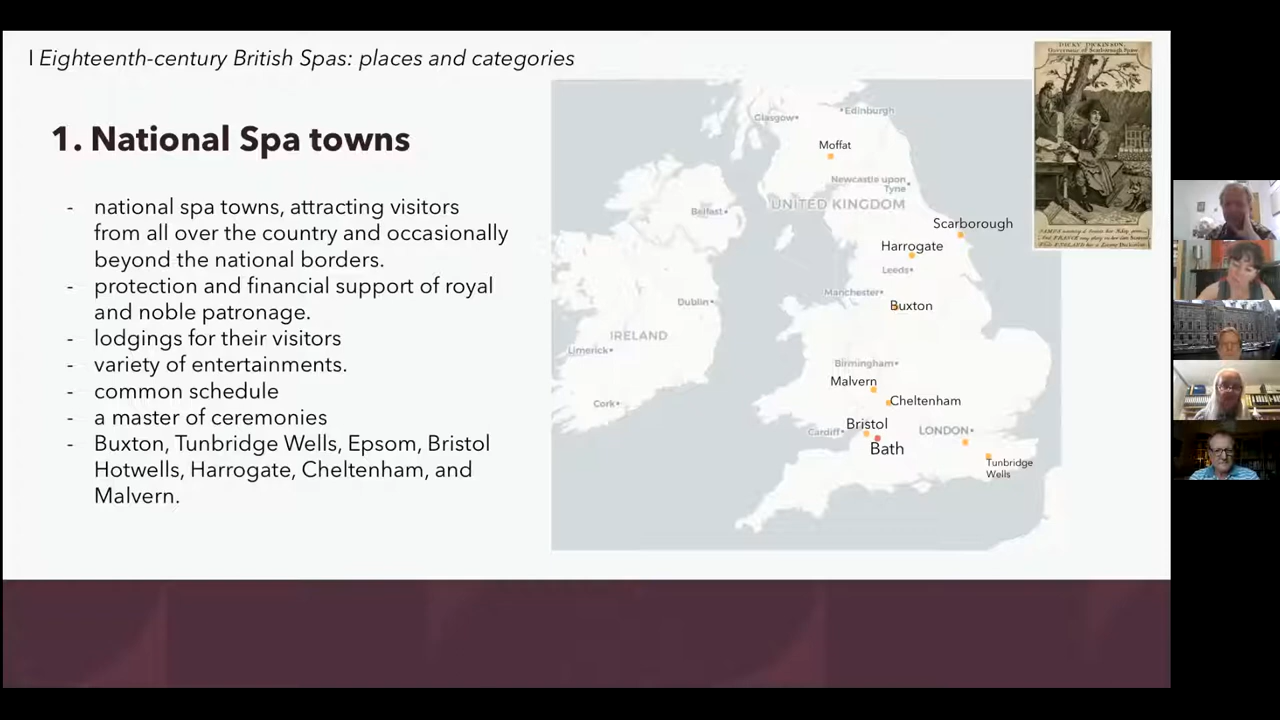 I Eighteenth-century British Spas: places and categories
1. National Spa towns
- national spa towns, attracting visitors
from all over the country and occasionally
beyond the national borders.
- protection and financial support of royal
and noble patronage.
- lodgings for their visitors
- variety of entertainments.
- common schedule
- a master of ceremonies
- Buxton, Tunbridge Wells, Epsom, Bristol
Hotwells, Harrogate, Cheltenham, and
Malvern.
Edinburgh
Glasgow
Moffat
Newcastle upon
Tyne
UNITED KINGDOM
Belfast
Scarborough
Harrogate
Leeds
Manchester
Dublin
Buxton
IRELAND
Limerick
Birmingham
Malvern
Cheltenham
Cork
Bristol
Cardiff
LONDON
Bath
Tunbridge
Wells
DICKY DICKINSON,
Governour of Scarborough Spaw